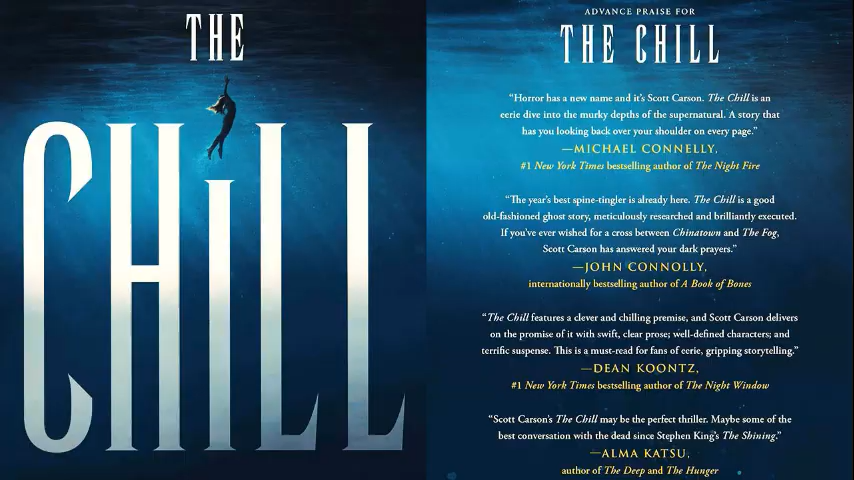 THE
CHiLL
ADVANCE PRAISE FOR
THE CHILL
“Horror has a new name and it’s Scott Carson. The Chill is an
eerie dive into the murky depths of the supernatural. A story that
has you looking back over your shoulder on every page.”
—MICHAEL CONNELLY,
#1 New York Times bestselling author of The Night Fire
“The year’s best spine-tingler is already here. The Chill is a good
old-fashioned ghost story, meticulously researched and brilliantly executed.
If you’ve ever wished for a cross between Chinatown and The Fog,
Scott Carson has answered your dark prayers.”
—JOHN CONNOLLY,
internationally bestselling author of A Book of Bones
“The Chill features a clever and chilling premise, and Scott Carson delivers
on the promise of it with swift, clear prose; well-defined characters; and
terrific suspense. This is a must-read for fans of eerie, gripping storytelling.”
—DEAN KOONTZ,
#1 New York Times bestselling author of The Night Window
“Scott Carson’s The Chill may be the perfect thriller. Maybe some of the
best conversation with the dead since Stephen King’s The Shining.”
—ALMA KATSU,
author of The Deep and The Hunger